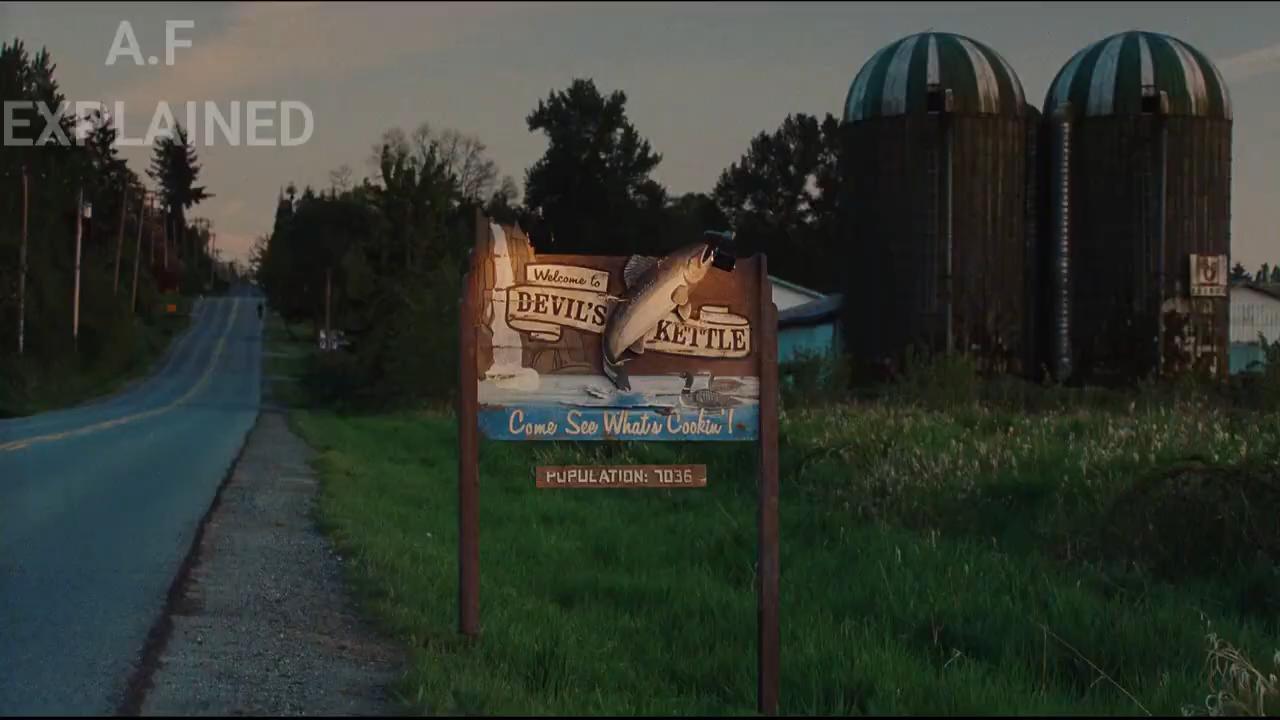 A.F
EXPLAINED
Welcome to
DEVIL'S
KETTLE
Come See What's Cookin'!
POPULATION: 7036